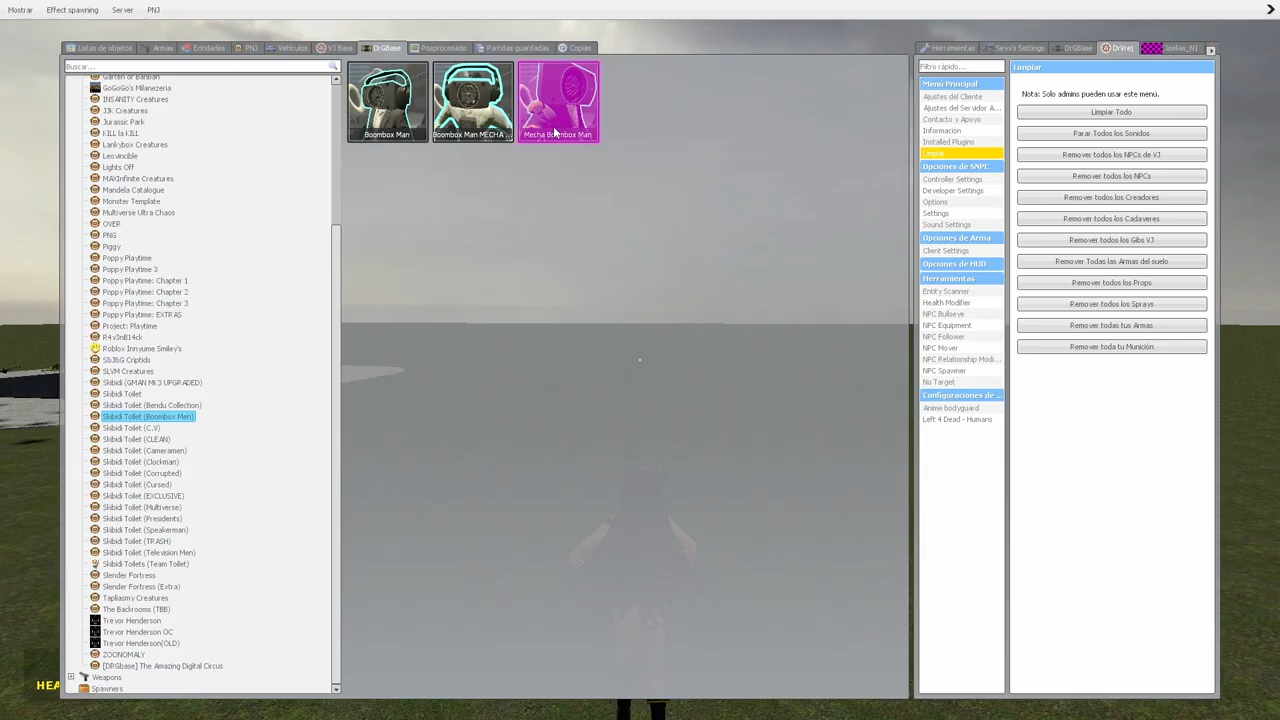 Mostrar Effect spawning Server PNJ
Listas de objetos Armas Entidades PNJ Vehículos VJ Base DrGBase Posprocesado Partidas guardadas Copias
Buscar...
Garten of Banban
GoGoGo's Milanezeria
INSANITY Creatures
JJK Creatures
Jurassic Park
KILL la KILL
Lankybox Creatures
Leovincible
Lights Off
MAXInfinite Creatures
Mandela Catalogue
Monster Template
Multiverse Ultra Chaos
OVER
PNG
Piggy
Poppy Playtime
Poppy Playtime 3
Poppy Playtime: Chapter 1
Poppy Playtime: Chapter 2
Poppy Playtime: Chapter 3
Poppy Playtime: EXTRAS
Project: Playtime
R4v3nB14ck
Roblox Innyume Smiley's
S&J&G Criptids
SLVM Creatures
Skibidi (GMAN MK3 UPGRADED)
Skibidi Toilet
Skibidi Toilet (Bendu Collection)
Skibidi Toilet (Boombox Men)
Skibidi Toilet (C.V)
Skibidi Toilet (CLEAN)
Skibidi Toilet (Cameramen)
Skibidi Toilet (Clockman)
Skibidi Toilet (Corrupted)
Skibidi Toilet (Cursed)
Skibidi Toilet (EXCLUSIVE)
Skibidi Toilet (Multiverse)
Skibidi Toilet (Presidents)
Skibidi Toilet (Speakerman)
Skibidi Toilet (TRASH)
Skibidi Toilet (Television Men)
Skibidi Toilets (Team Toilet)
Slender Fortress
Slender Fortress (Extra)
Tapliasmy Creatures
The Backrooms (TBB)
Trevor Henderson
Trevor Henderson OC
Trevor Henderson(OLD)
ZOONOMALY
[DRGbase] The Amazing Digital Circus
Weapons
Spawners
HEA
Boombox Man
Boombox Man MECHA ...
Mecha Boombox Man
Herramientas Sevv's Settings DrGBase DrVrej Joelias_N1
Filtro rápido...
Menú Principal
Ajustes del Cliente
Ajustes del Servidor A...
Contacto y Apoyo
Información
Installed Plugins
Limpiar
Opciones de SNPC
Controller Settings
Developer Settings
Options
Settings
Sound Settings
Opciones de Arma
Client Settings
Opciones de HUD
Herramientas
Entity Scanner
Health Modifier
NPC Bullseye
NPC Equipment
NPC Follower
NPC Mover
NPC Relationship Modi...
NPC Spawner
No Target
Configuraciones de ...
Anime bodyguard
Left 4 Dead - Humans
Limpiar
Nota: Solo admins pueden usar este menú.
Limpiar Todo
Parar Todos los Sonidos
Remover todos los NPCs de VJ
Remover todos los NPCs
Remover todos los Creadores
Remover todos los Cadaveres
Remover todos los Gibs VJ
Remover Todas las Armas del suelo
Remover todos los Props
Remover todos los Sprays
Remover todas tus Armas
Remover toda tu Munición